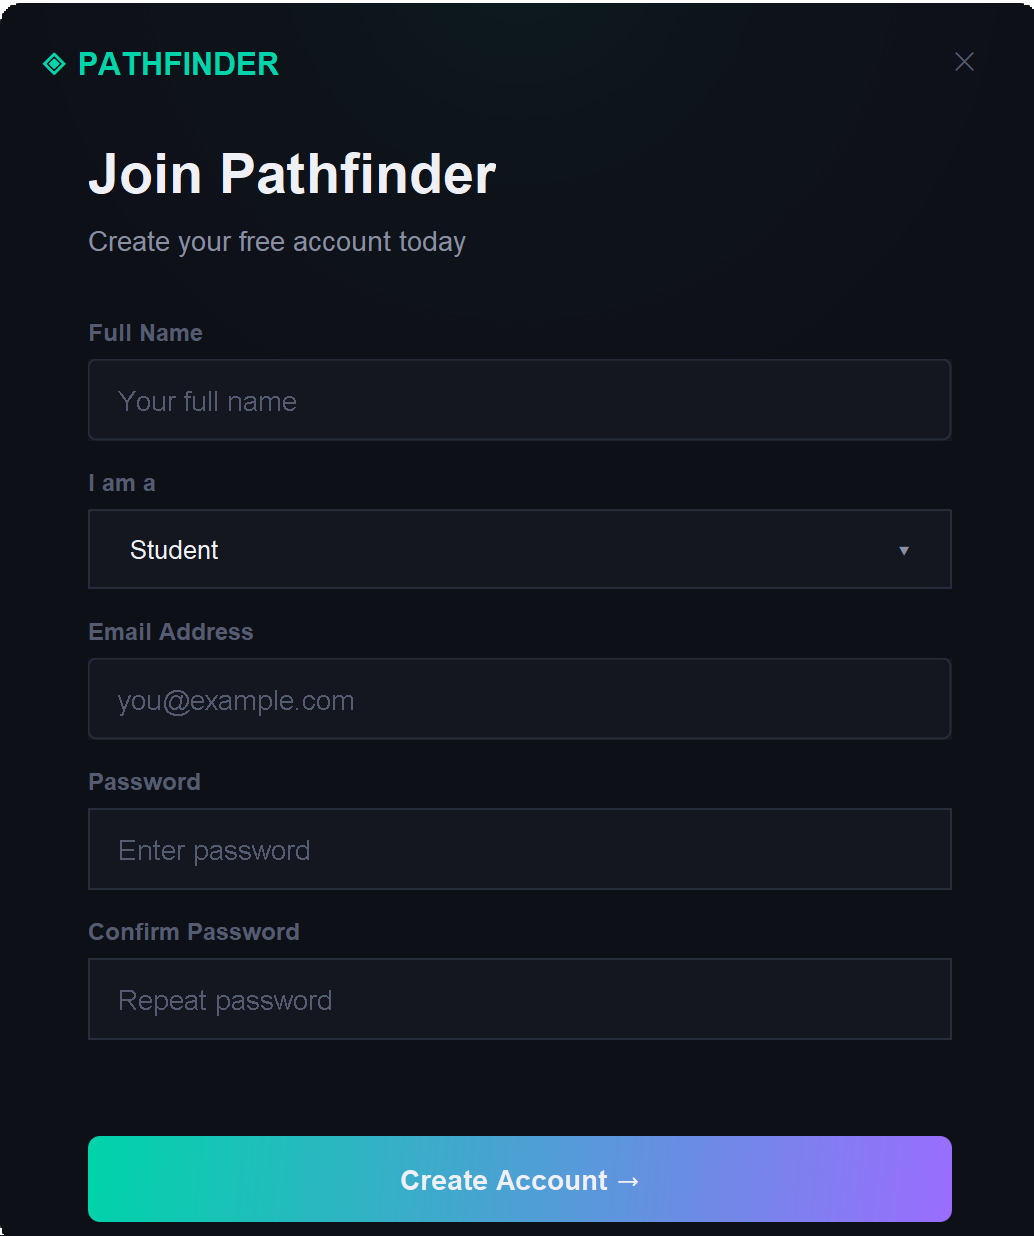 ◈ PATHFINDER
Join Pathfinder
Create your free account today
Full Name
Your full name
I am a
Student
Email Address
you@example.com
Password
Enter password
Confirm Password
Repeat password
Create Account →